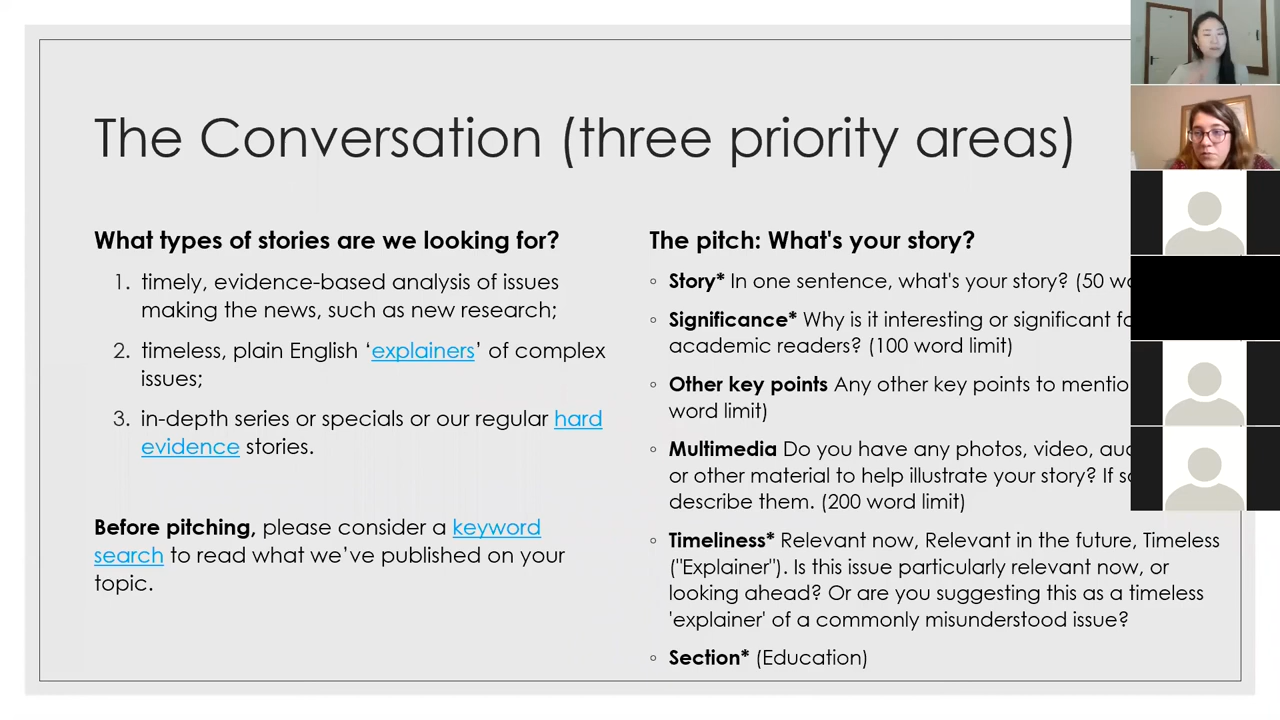 The Conversation (three priority areas)
What types of stories are we looking for?
1. timely, evidence-based analysis of issues
making the news, such as new research;
2. timeless, plain English ‘explainers’ of complex
issues;
3. in-depth series or specials or our regular hard
evidence stories.
Before pitching, please consider a keyword
search to read what we’ve published on your
topic.
The pitch: What's your story?
◦ Story* In one sentence, what's your story? (50
◦ Significance* Why is it interesting or significant
academic readers? (100 word limit)
◦ Other key points Any other key points to
word limit)
◦ Multimedia Do you have any photos, video,
or other material to help illustrate your story? If
describe them. (200 word limit)
◦ Timeliness* Relevant now, Relevant in the future, Timeless
("Explainer"). Is this issue particularly relevant now, or
looking ahead? Or are you suggesting this as a timeless
'explainer' of a commonly misunderstood issue?
◦ Section* (Education)